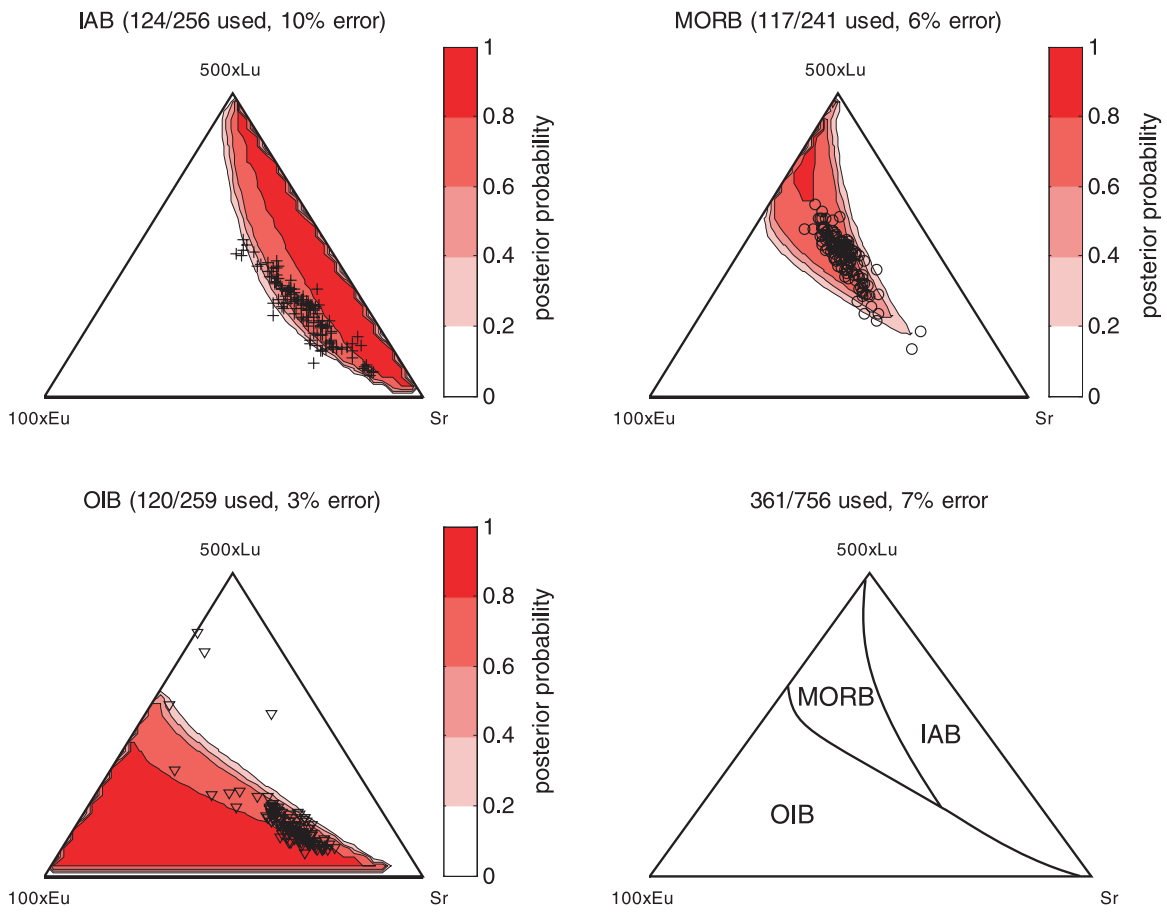 IAB (124/256 used, 10% error)
500xLu
100xEu
Sr
1
0.8
0.6
0.4
0.2
0
posterior probability
MORB (117/241 used, 6% error)
500xLu
100xEu
Sr
1
0.8
0.6
0.4
0.2
0
posterior probability
OIB (120/259 used, 3% error)
500xLu
100xEu
Sr
1
0.8
0.6
0.4
0.2
0
posterior probability
361/756 used, 7% error
500xLu
MORB
IAB
OIB
100xEu
Sr